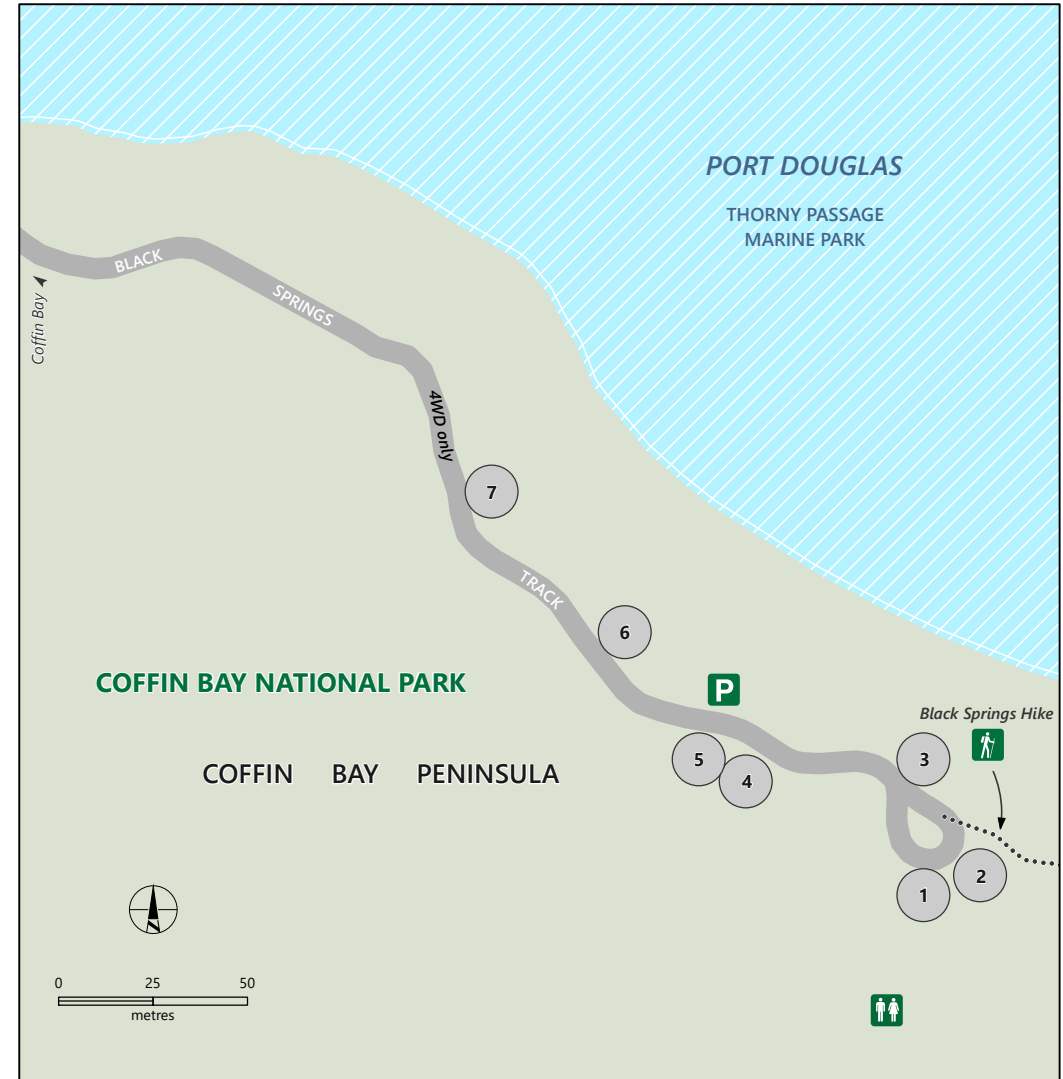 PORT DOUGLAS
THORNY PASSAGE
MARINE PARK
BLACK
SPRINGS
Coffin Bay
4WD only
7
TRACK
6
COFFIN BAY NATIONAL PARK
P
Black Springs Hike
5
4
3
COFFIN BAY PENINSULA
2
1
0 25 50
metres